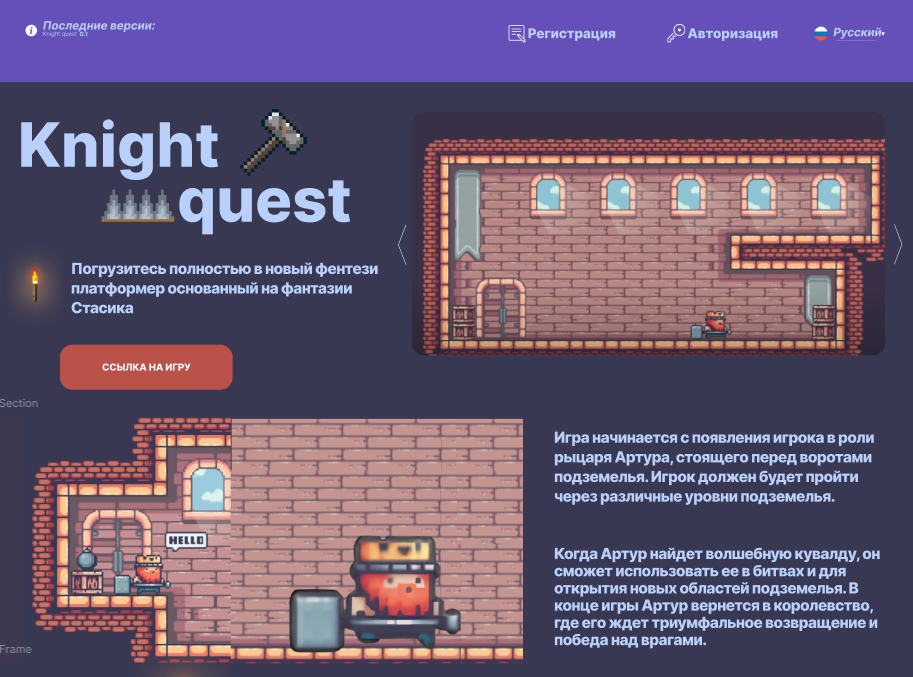 Последние версии:
Knight quest 0.1
Регистрация
Авторизация
Русский
Knight
quest
Погрузитесь полностью в новый фентези
платформер основанный на фантазии
Стасика
ССЫЛКА НА ИГРУ
Section
HELLO
Игра начинается с появления игрока в роли
рыцаря Артура, стоящего перед воротами
подземелья. Игрок должен будет пройти
через различные уровни подземелья.
Когда Артур найдет волшебную кувалду, он
сможет использовать ее в битвах и для
открытия новых областей подземелья. В
конце игры Артур вернется в королевство,
где его ждет триумфальное возвращение и
победа над врагами.
Frame